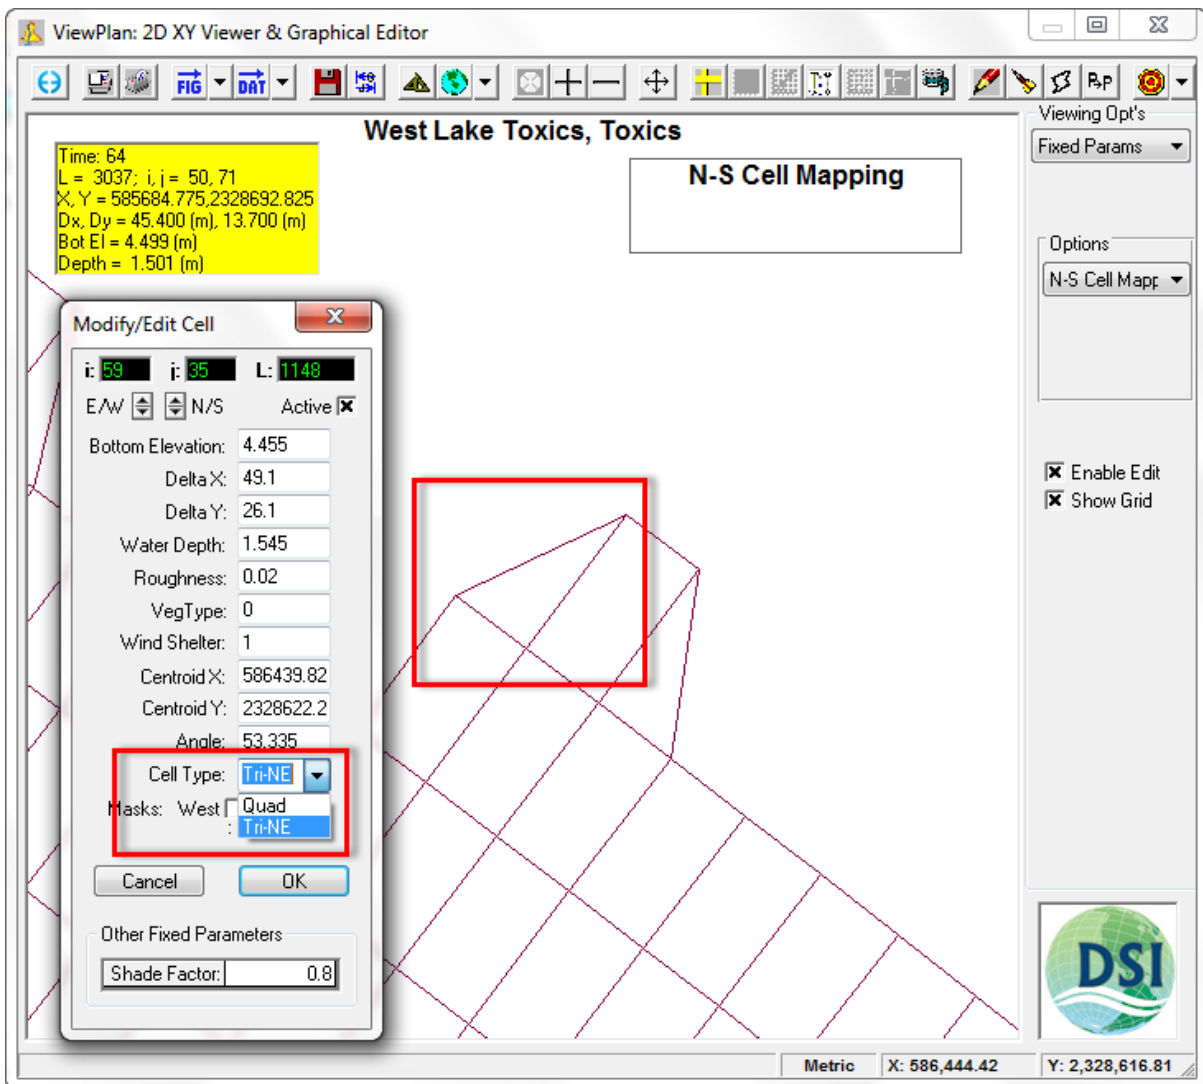 ViewPlan: 2D XY Viewer & Graphical Editor
FIG DAT R,P
West Lake Toxics, Toxics
Time: 64
L = 3037; i, j = 50, 71
X, Y = 585684.775,2328692.825
Dx, Dy = 45.400 (m), 13.700 (m)
Bot El = 4.499 (m)
Depth = 1.501 (m)
N-S Cell Mapping
Viewing Opt's
Fixed Params
Options
N-S Cell Mapp
Enable Edit
Show Grid
Modify/Edit Cell
i: 59 j: 35 L: 1148
E/W N/S Active
Bottom Elevation: 4.455
Delta X: 49.1
Delta Y: 26.1
Water Depth: 1.545
Roughness: 0.02
VegType: 0
Wind Shelter: 1
Centroid X: 586439.82
Centroid Y: 2328622.2
Angle: 53.335
Cell Type: Tri-NE
Masks: West Quad
: Tri-NE
Cancel OK
Other Fixed Parameters
Shade Factor: 0.8
DSI
Metric X: 586,444.42 Y: 2,328,616.81